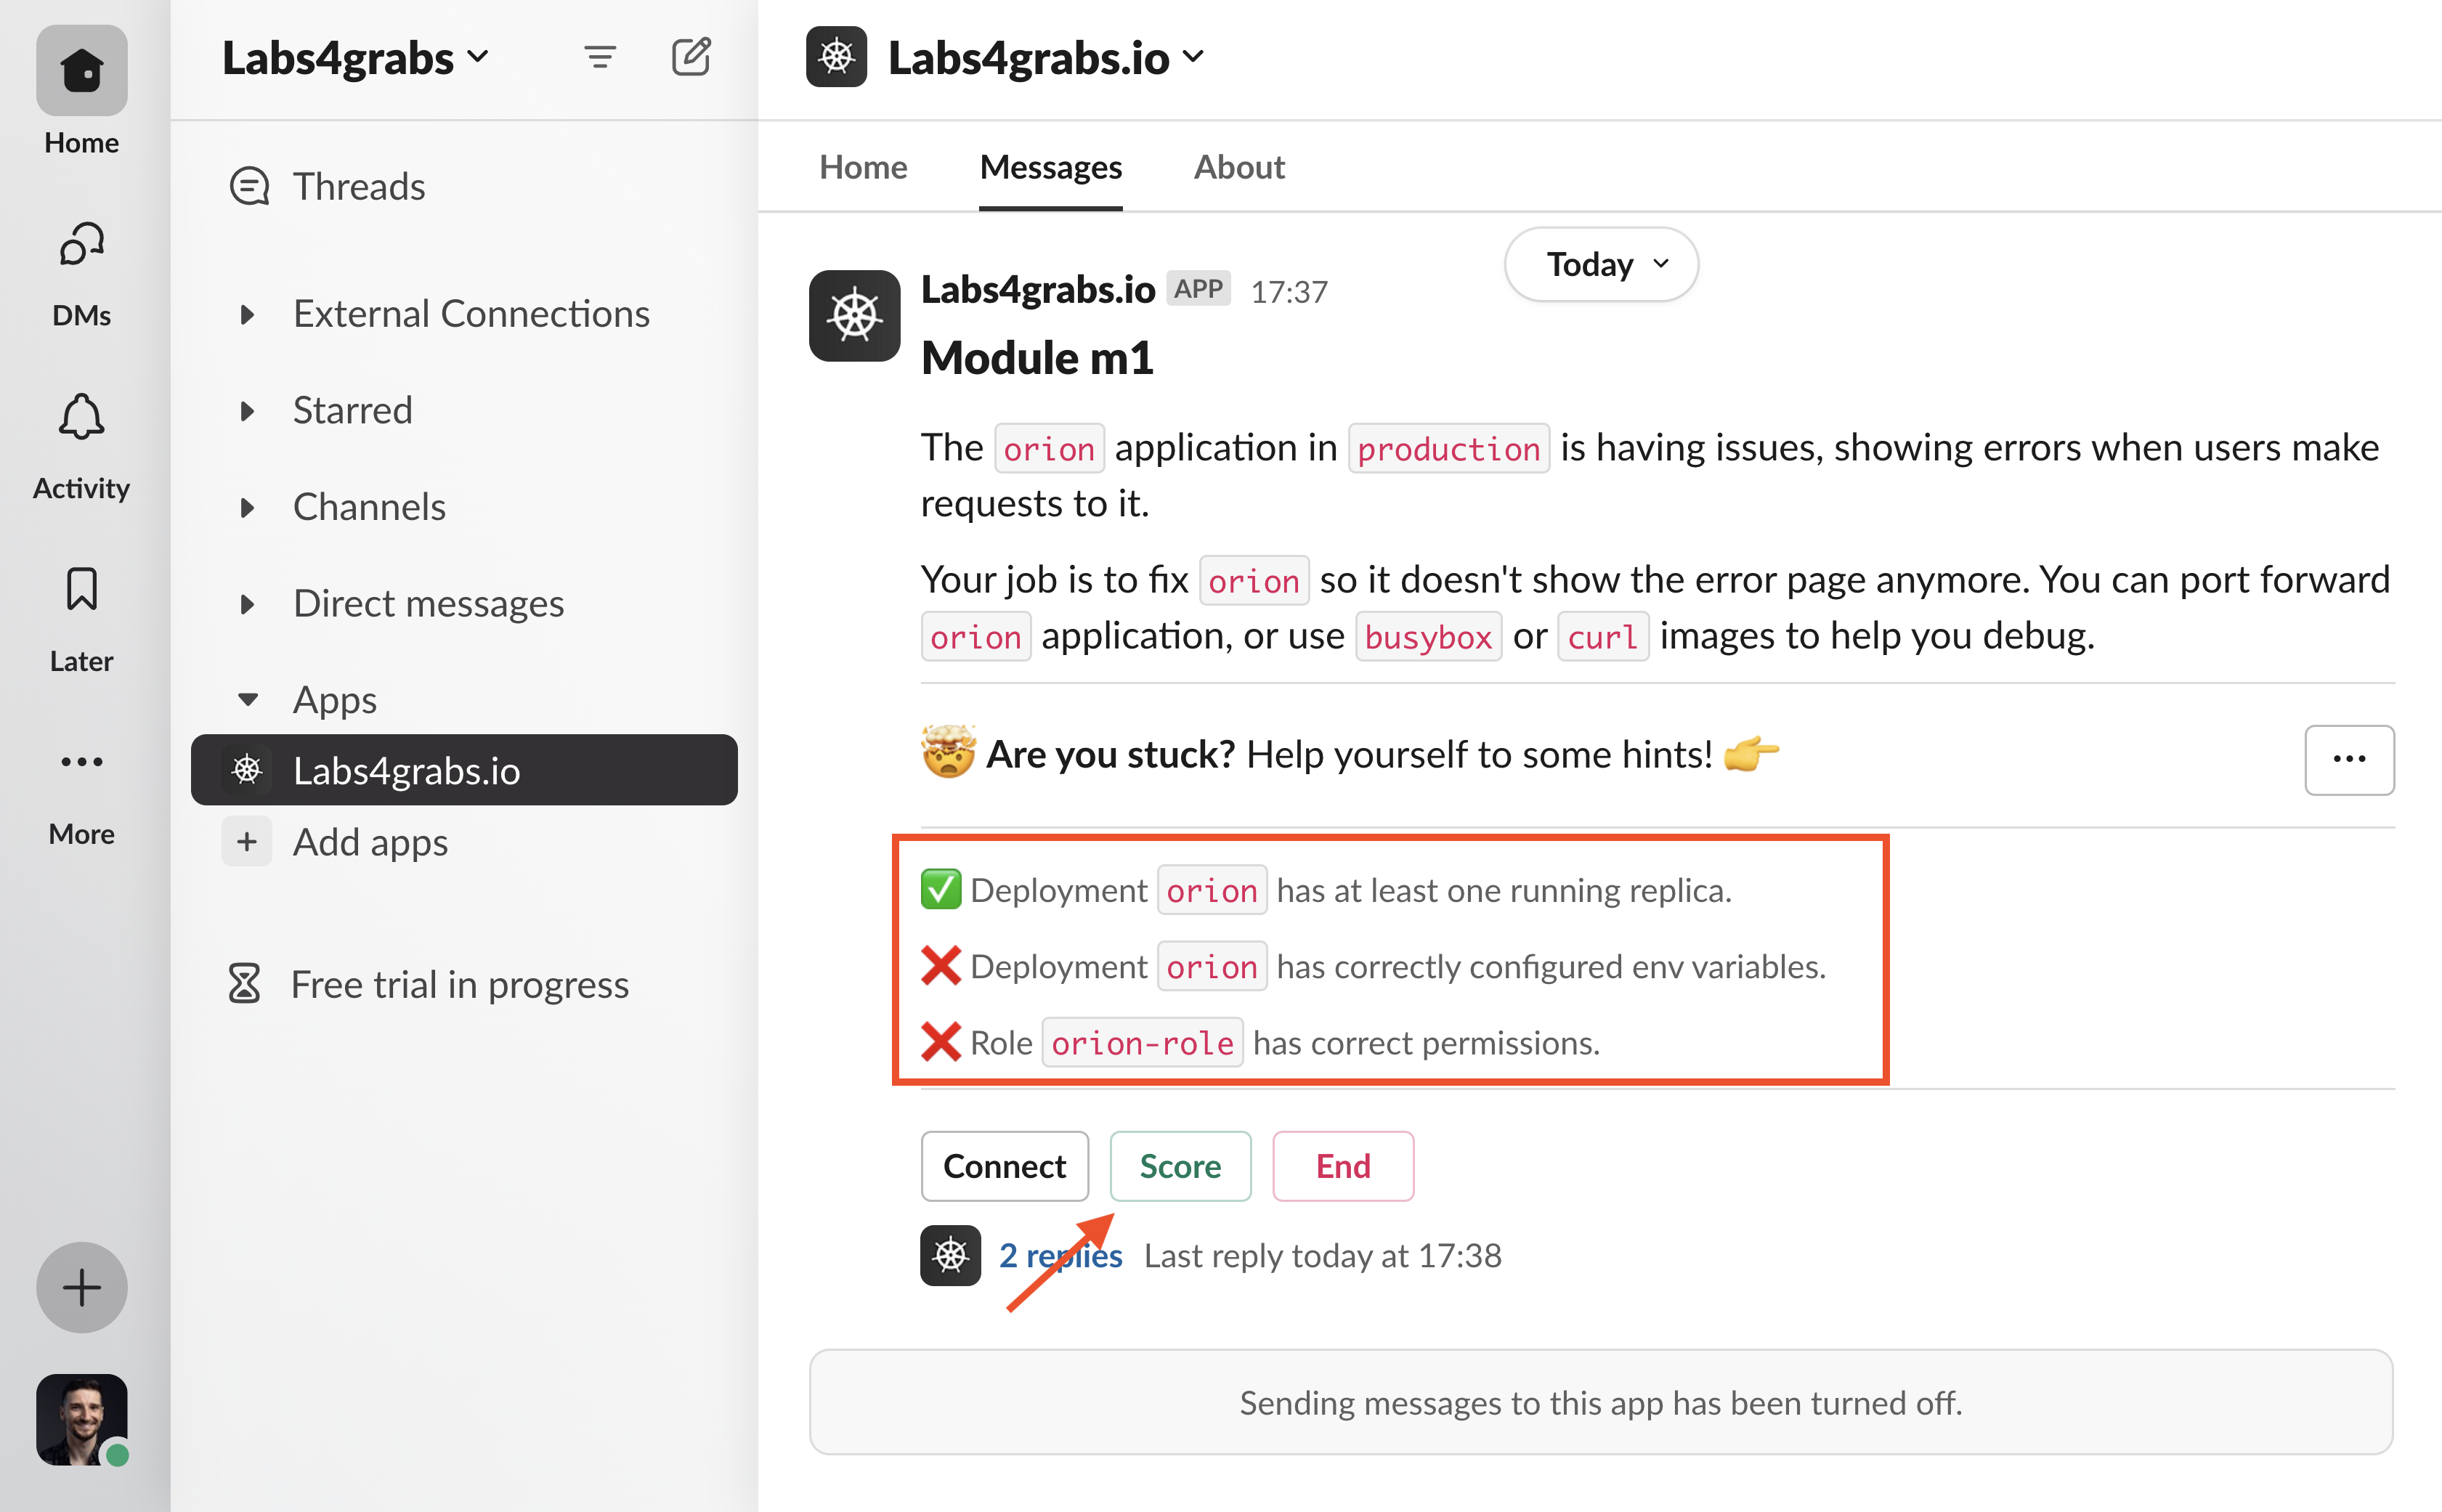 Home
DMs
Activity
Later
More
Labs4grabs
Threads
External Connections
Starred
Channels
Direct messages
Apps
Labs4grabs.io
Add apps
Free trial in progress
Labs4grabs.io
Home Messages About
Today
Labs4grabs.io APP 17:37
Module m1
The orion application in production is having issues, showing errors when users make
requests to it.
Your job is to fix orion so it doesn't show the error page anymore. You can port forward
orion application, or use busybox or curl images to help you debug.
🤯 Are you stuck? Help yourself to some hints! 👉
✅ Deployment orion has at least one running replica.
❌ Deployment orion has correctly configured env variables.
❌ Role orion-role has correct permissions.
Connect Score End
2 replies Last reply today at 17:38
Sending messages to this app has been turned off.